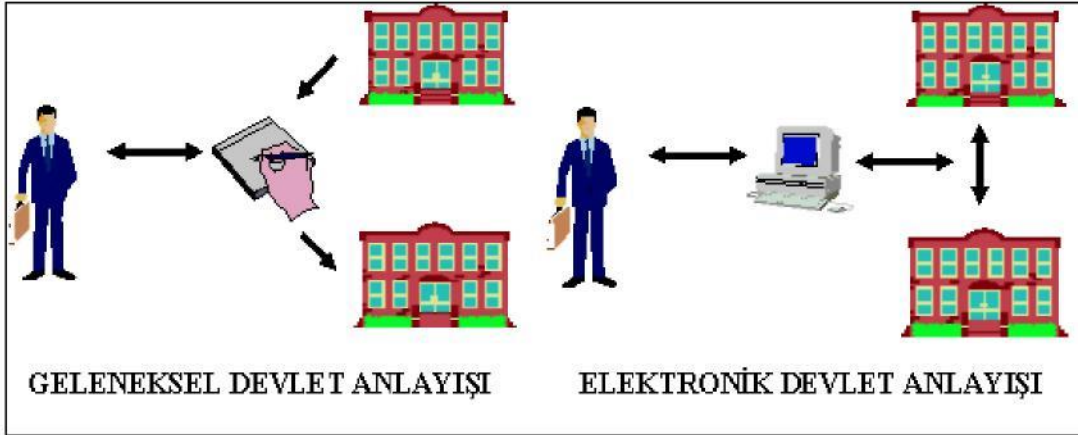 GELENEKSEL DEVLET ANLAYIŞI
ELEKTRONİK DEVLET ANLAYIŞI